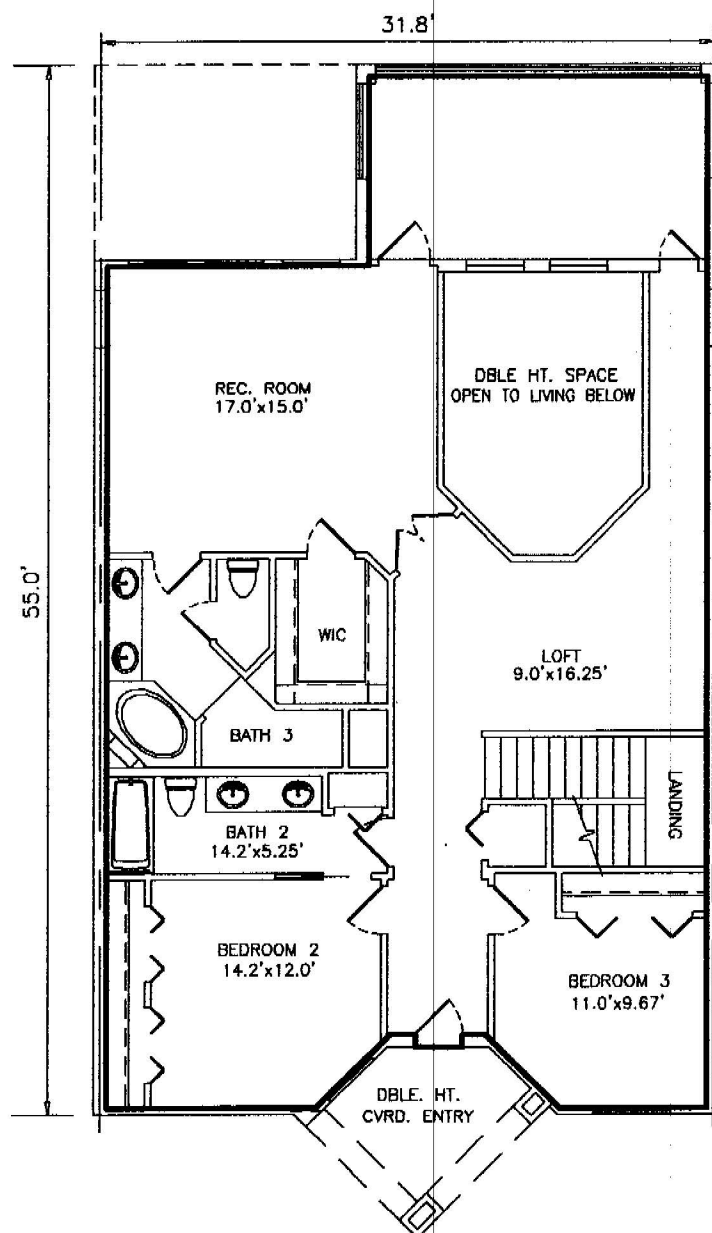 31.8'
55.0'
REC. ROOM
17.0'x15.0'
DBLE HT. SPACE
OPEN TO LIVING BELOW
WIC
LOFT
9.0'x16.25'
BATH 3
LANDING
BATH 2
14.2'x5.25'
BEDROOM 2
14.2'x12.0'
BEDROOM 3
11.0'x9.67'
DBLE. HT.
CVRD. ENTRY